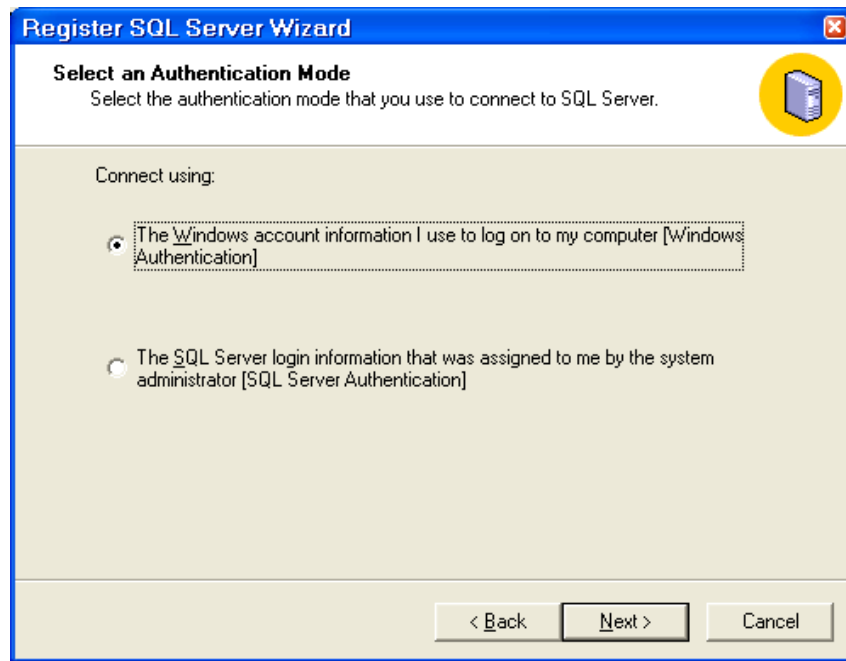 Register SQL Server Wizard
Select an Authentication Mode
Select the authentication mode that you use to connect to SQL Server.
Connect using:
The Windows account information I use to log on to my computer [Windows
Authentication]
The SQL Server login information that was assigned to me by the system
administrator [SQL Server Authentication]
< Back
Next >
Cancel